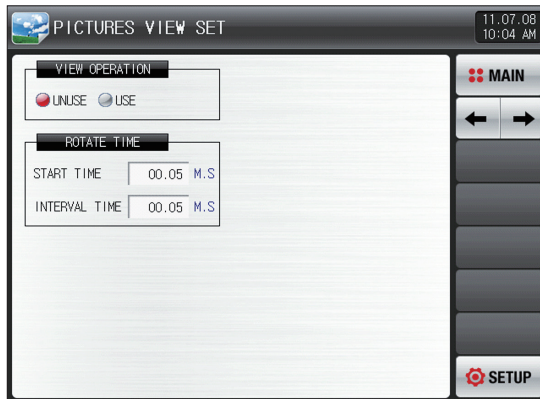 PICTURES VIEW SET
11.07.08
10:04 AM
VIEW OPERATION
UNUSE USE
ROTATE TIME
START TIME 00.05 M.S
INTERVAL TIME 00.05 M.S
MAIN
SETUP